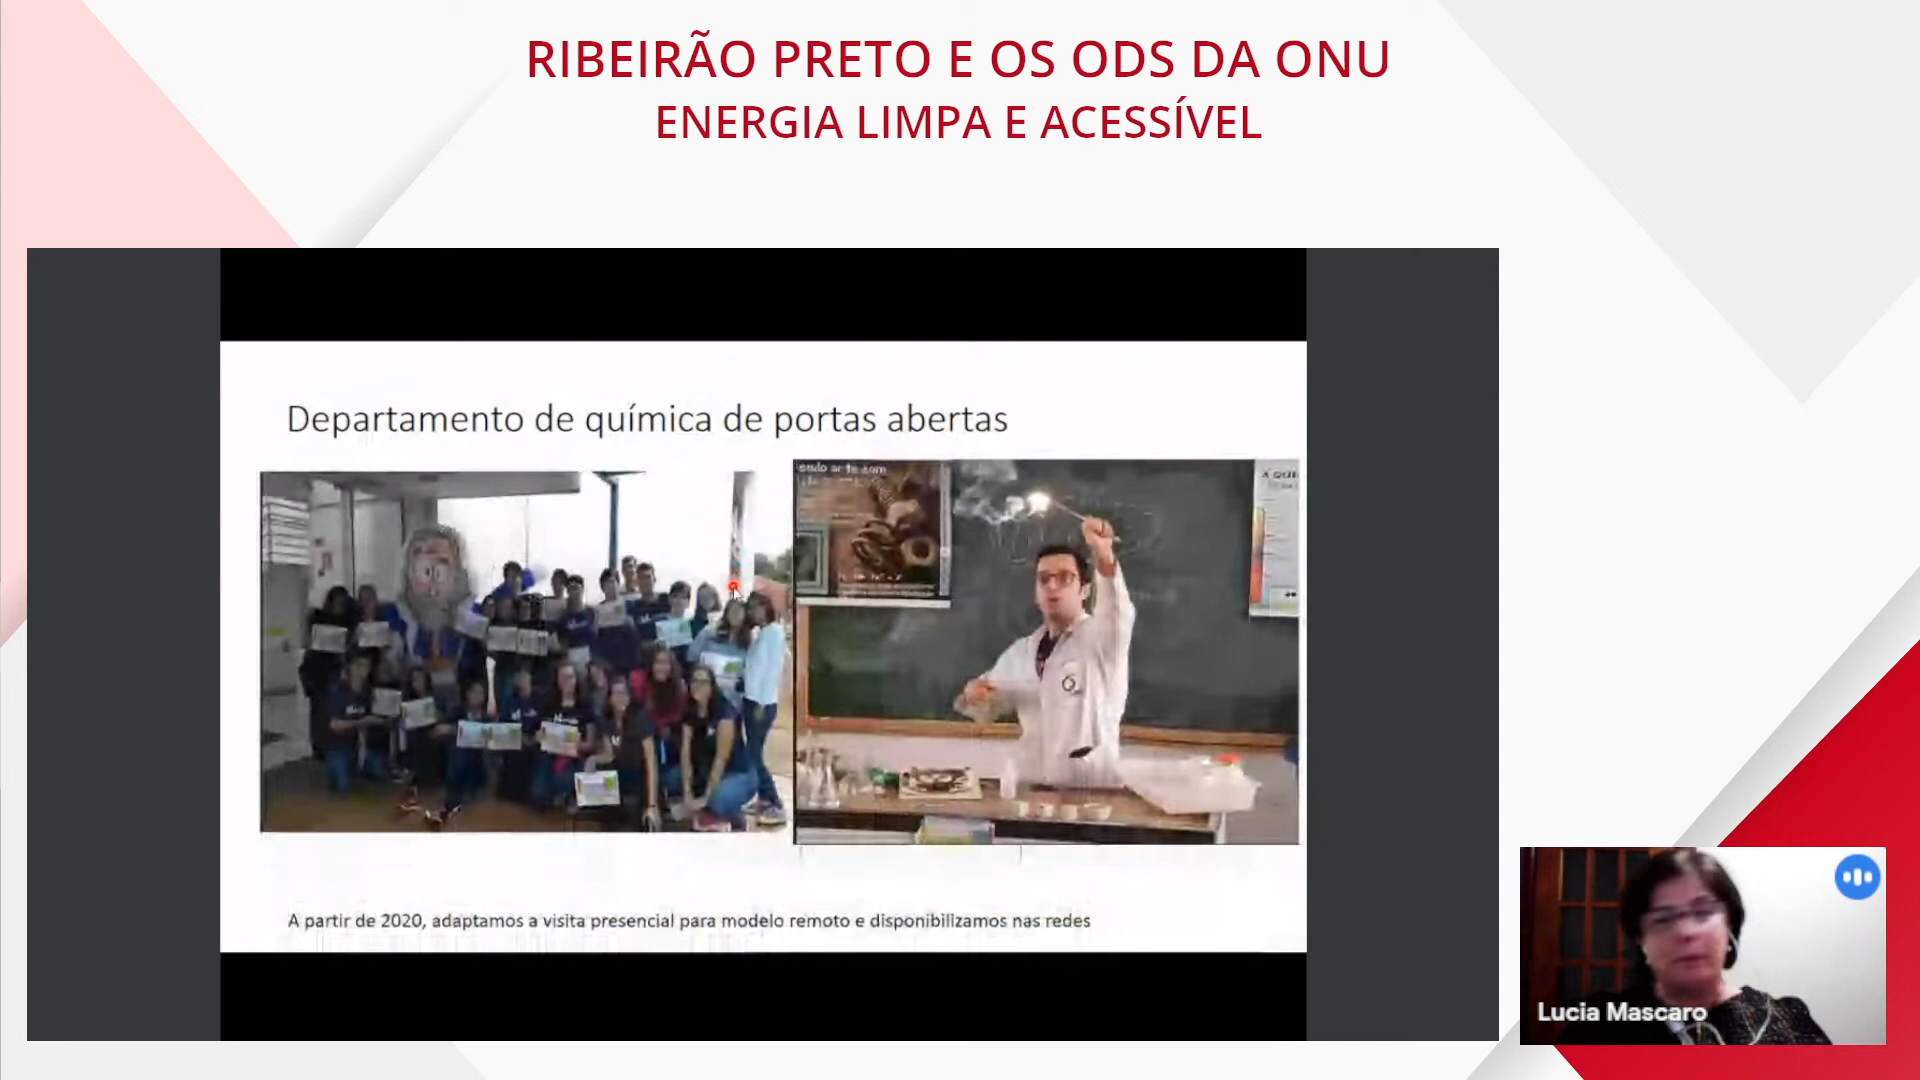 RIBEIRÃO PRETO E OS ODS DA ONU
ENERGIA LIMPA E ACESSÍVEL
Departamento de química de portas abertas
A partir de 2020, adaptamos a visita presencial para modelo remoto e disponibilizamos nas redes
Lucia Mascaro